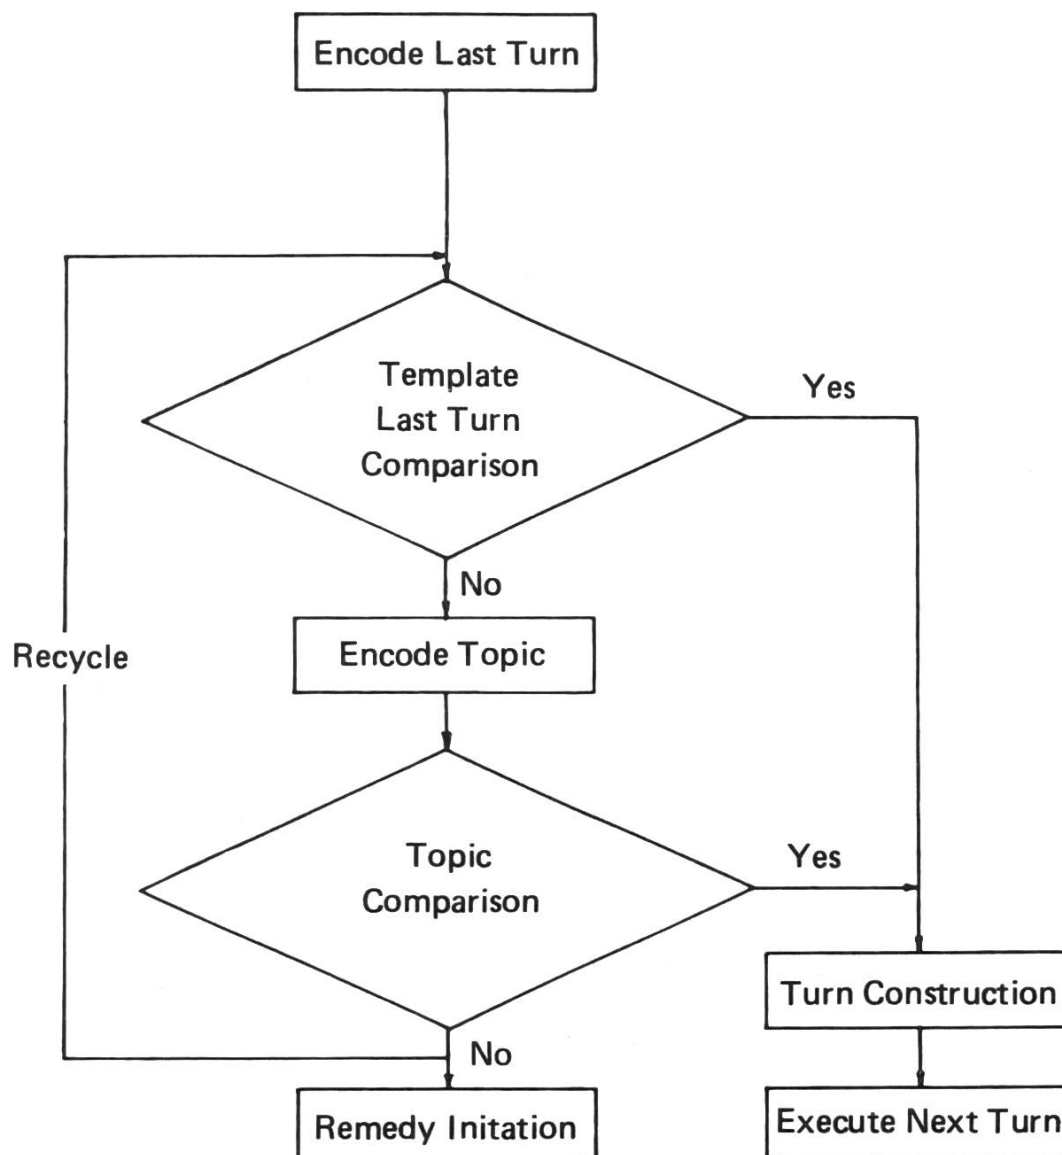 Encode Last Turn
Template
Last Turn
Comparison
Yes
No
Encode Topic
Recycle
Topic
Comparison
Yes
Turn Construction
No
Remedy Initation
Execute Next Turn